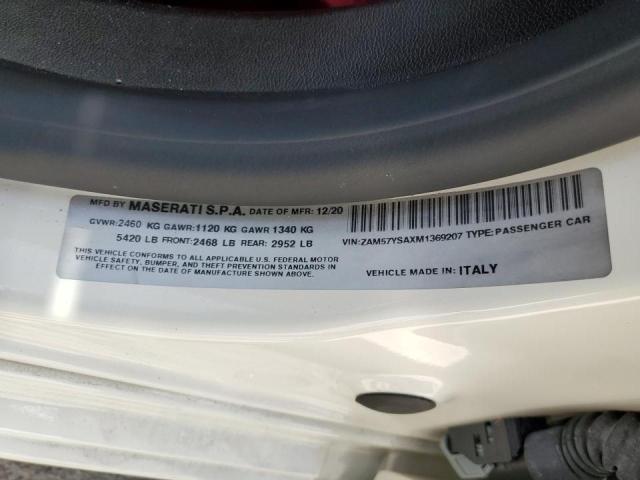 MFD BY MASERATI S.P.A. DATE OF MFR: 12/20
GVWR:2460 KG GAWR:1120 KG GAWR 1340 KG
5420 LB FRONT:2468 LB REAR: 2952 LB
THIS VEHICLE CONFORMS TO ALL APPLICABLE U.S. FEDERAL MOTOR
VEHICLE SAFETY, BUMPER, AND THEFT PREVENTION STANDARDS IN
EFFECT ON THE DATE OF MANUFACTURE SHOWN ABOVE.
VIN:ZAM57YSAXM1369207 TYPE:PASSENGER CAR
VEHICLE MADE IN: ITALY